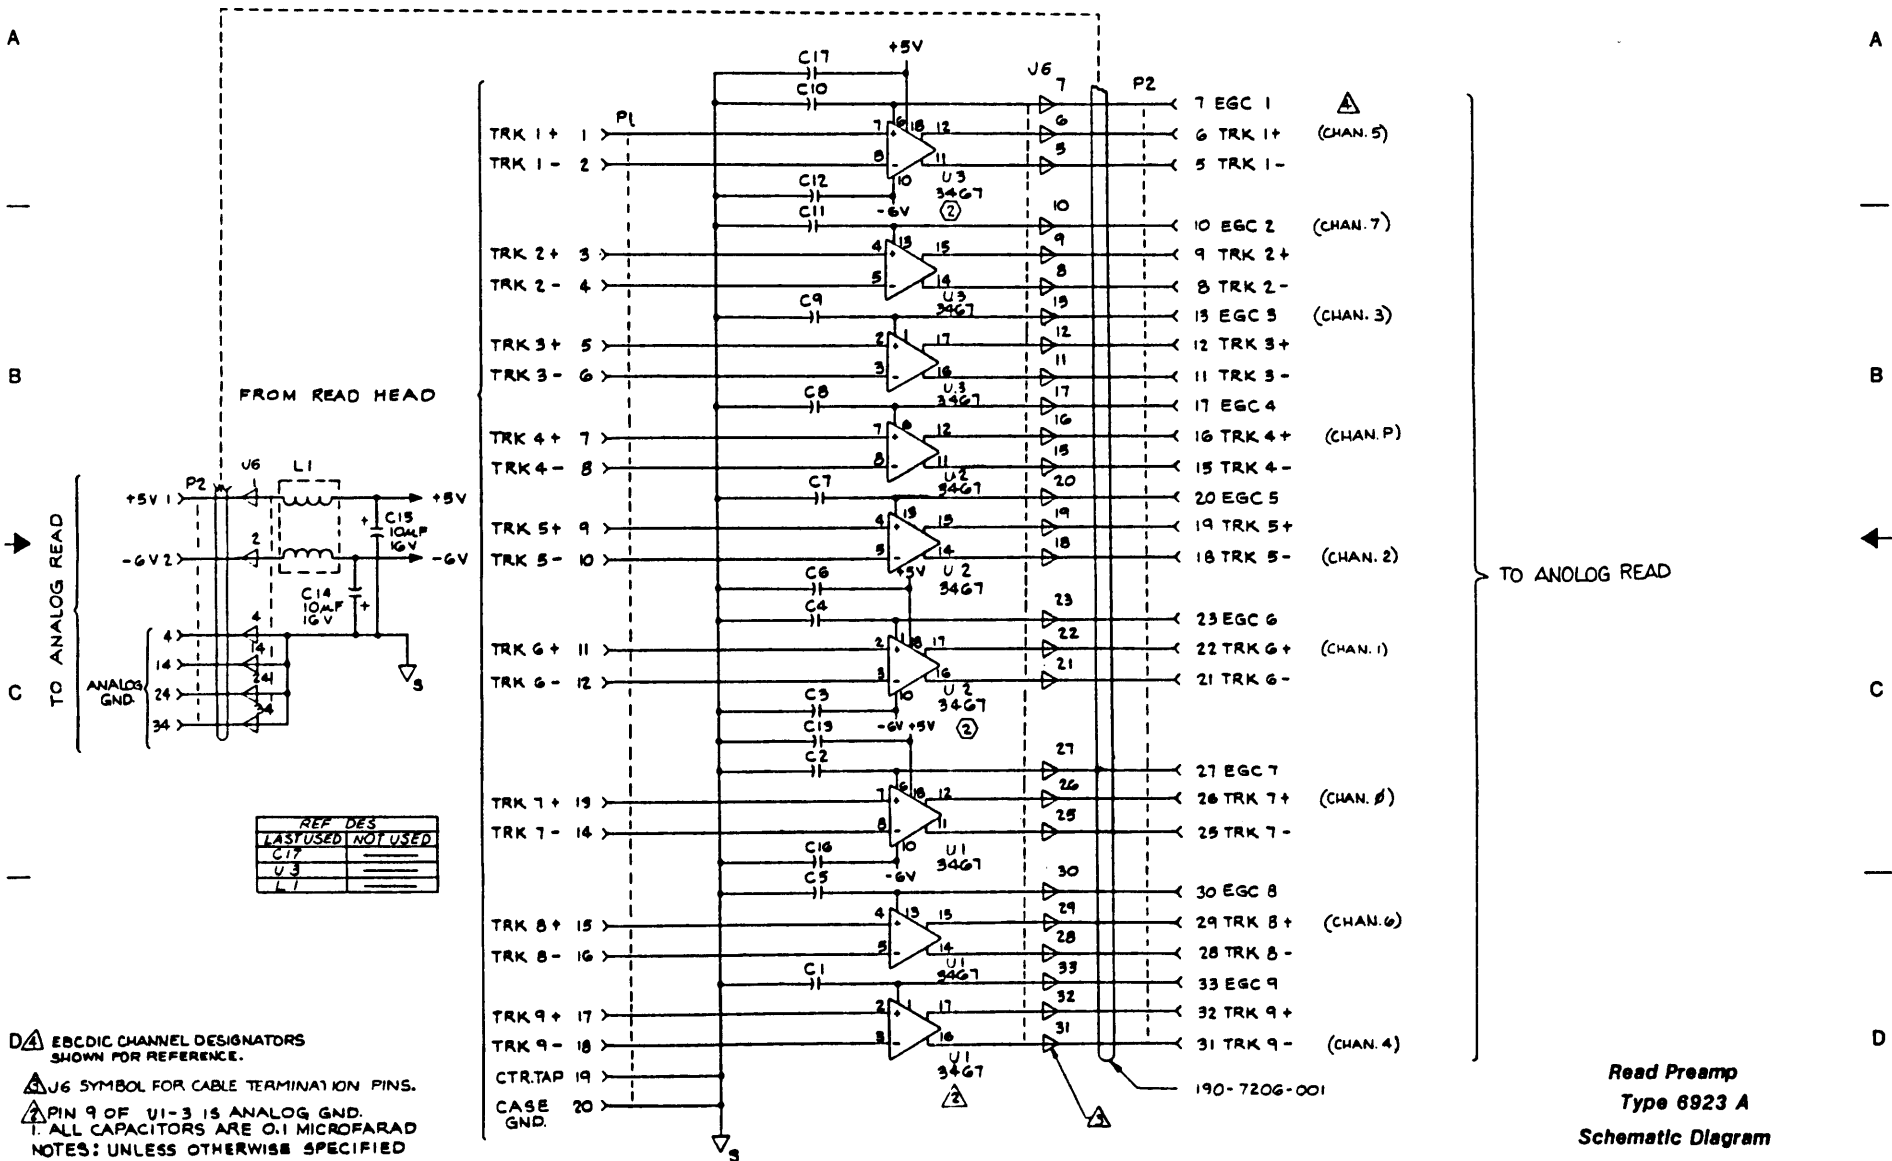 A A
+5V
C17
J6
7
P2
C10
7 EGC 1 4
P1
6
TRK 1+ 1 7 6 18 12 6 TRK 1+ (CHAN. 5)
5
TRK 1- 2 8 11 5 TRK 1-
U3
C12 10 3467
-6V 2 10
C11
10 EGC 2 (CHAN. 7)
9
TRK 2+ 3 4 13 15 9 TRK 2+
8
TRK 2- 4 5 14 8 TRK 2-
U3
C9 3467 13
13 EGC 3 (CHAN. 3)
12
TRK 3+ 5 2 1 17 12 TRK 3+
11
B TRK 3- 6 3 16 11 TRK 3- B
FROM READ HEAD
U3
C8 3467 17
17 EGC 4
16
TRK 4+ 7 7 6 12 16 TRK 4+ (CHAN. P)
15
TRK 4- 8 8 11 15 TRK 4-
U2
C7 3467 20
20 EGC 5
19
TRK 5+ 9 4 13 15 19 TRK 5+
18
TRK 5- 10 5 14 18 TRK 5- (CHAN. 2)
U2
+5V
C6 3467
TO ANOLOG READ
C4 23
23 EGC 6
22
TRK 6+ 11 2 1 18 17 22 TRK 6+ (CHAN. 1)
21
TRK 6- 12 3 16 21 TRK 6-
U2
C3 10 3467
-6V +5V 2
C13
C2 27
27 EGC 7
26
TRK 7+ 13 7 6 18 12 26 TRK 7+ (CHAN. Ø)
25
TRK 7- 14 8 11 25 TRK 7-
U1
C16 10 3467
-6V
C5 30
30 EGC 8
29
TRK 8+ 15 4 13 15 29 TRK 8+ (CHAN. 6)
28
TRK 8- 16 5 14 28 TRK 8-
U1
C1 3467 33
33 EGC 9
32
TRK 9+ 17 2 1 17 32 TRK 9+
31
TRK 9- 18 3 16 31 TRK 9- (CHAN. 4)
U1
3467
2
CTR. TAP 19
CASE 20
GND.
S
3
190-7206-001
TO ANALOG READ
P2 J6 L1
+5V 1 1 +5V
+ C15
10µF
16V
-6V 2 2 -6V
C14
10µF +
16V
ANALOG
GND.
4 4
14 14
24 24
34 34
S
C C
REF DES
LAST USED NOT USED
C17
U3
L1
D D
4 EBCDIC CHANNEL DESIGNATORS
SHOWN FOR REFERENCE.
3 J6 SYMBOL FOR CABLE TERMINATION PINS.
2 PIN 9 OF U1-3 IS ANALOG GND.
1. ALL CAPACITORS ARE 0.1 MICROFARAD
NOTES: UNLESS OTHERWISE SPECIFIED
Read Preamp
Type 6923 A
Schematic Diagram